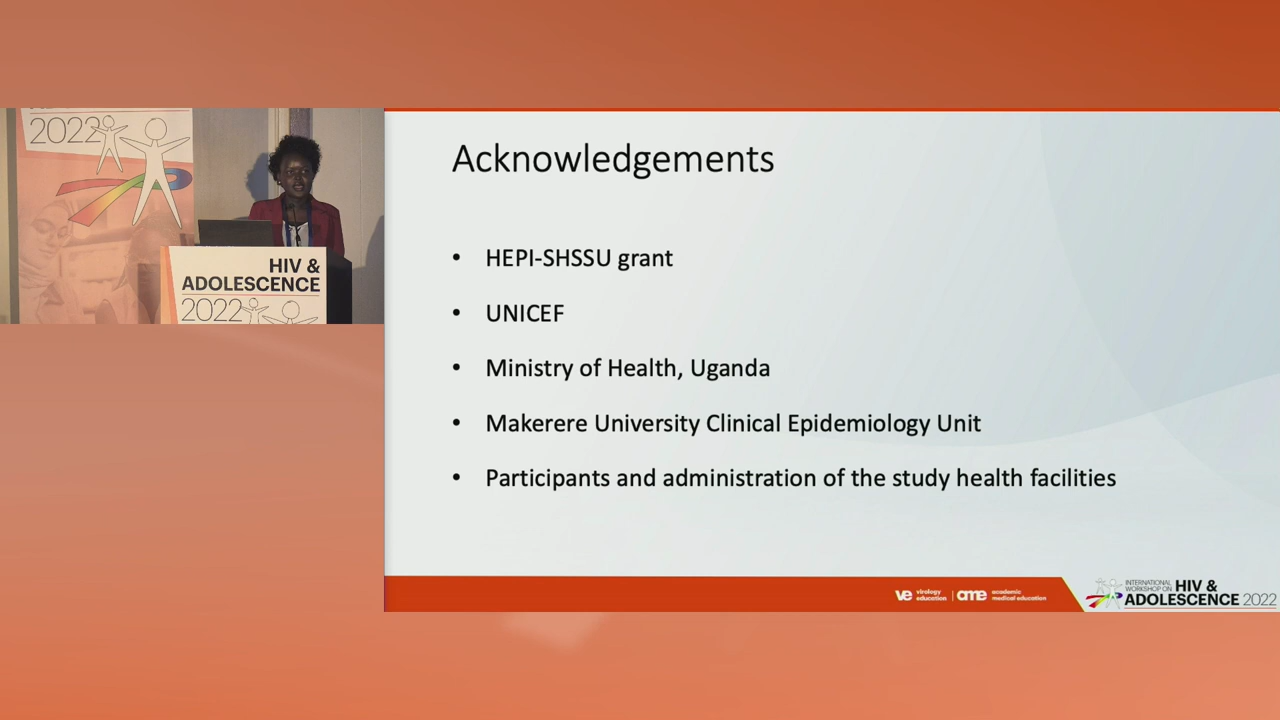 2022
HIV &
ADOLESCENCE
2022
Acknowledgements
• HEPI-SHSSU grant
• UNICEF
• Ministry of Health, Uganda
• Makerere University Clinical Epidemiology Unit
• Participants and administration of the study health facilities
ve virology education | ame academic medical education
INTERNATIONAL WORKSHOP ON HIV &
ADOLESCENCE 2022